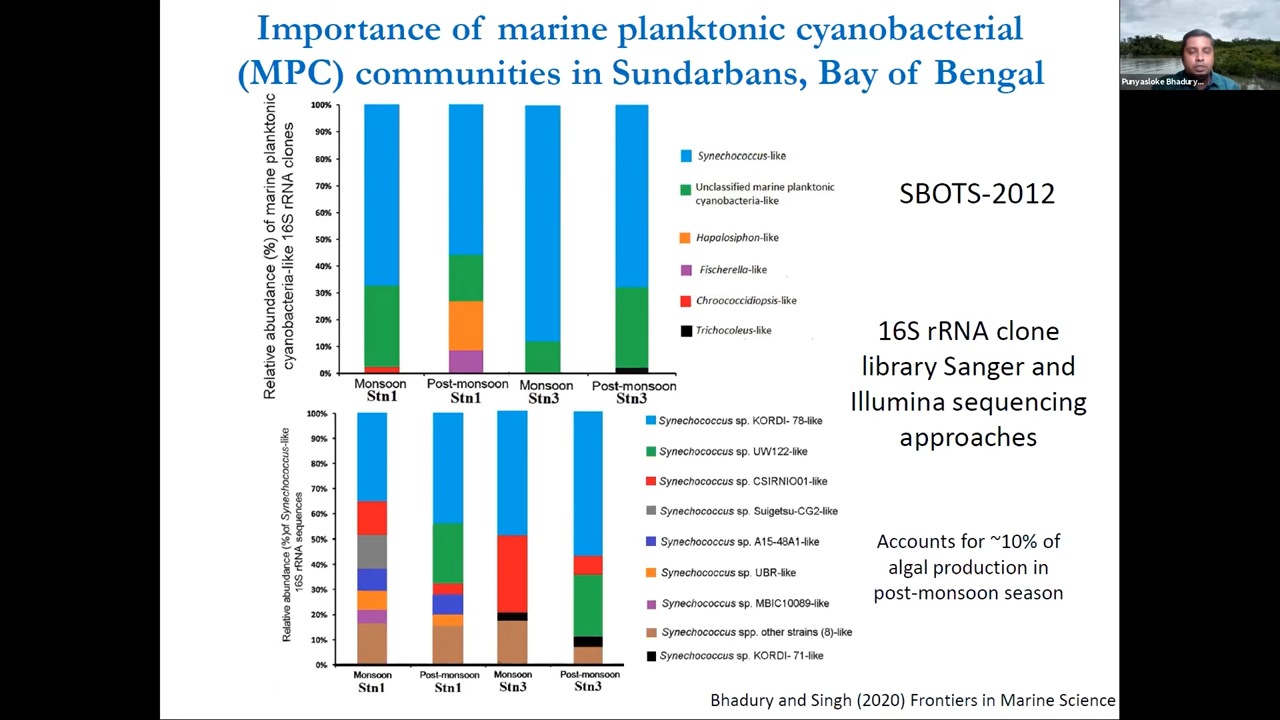 Importance of marine planktonic cyanobacterial
(MPC) communities in Sundarbans, Bay of Bengal
Punyasloke Bhadury...
Relative abundance (%) of marine planktonic
cyanobacteria-like 16S rRNA clones
100%
90%
80%
70%
60%
50%
40%
30%
20%
10%
0%
Monsoon
Stn1
Post-monsoon
Stn1
Monsoon
Stn3
Post-monsoon
Stn3
Synechococcus-like
Unclassified marine planktonic
cyanobacteria-like
Hapalosiphon-like
Fischerella-like
Chroococcidiopsis-like
Trichocoleus-like
SBOTS-2012
16S rRNA clone
library Sanger and
Illumina sequencing
approaches
Relative abundance (%)of Synechococcus-like
16S rRNA sequences
100%
90%
80%
70%
60%
50%
40%
30%
20%
10%
0%
Monsoon
Stn1
Post-monsoon
Stn1
Monsoon
Stn3
Post-monsoon
Stn3
Synechococcus sp. KORDI- 78-like
Synechococcus sp. UW122-like
Synechococcus sp. CSIRNIO01-like
Synechococcus sp. Suigetsu-CG2-like
Synechococcus sp. A15-48A1-like
Synechococcus sp. UBR-like
Synechococcus sp. MBIC10089-like
Synechococcus spp. other strains (8)-like
Synechococcus sp. KORDI- 71-like
Accounts for ~10% of
algal production in
post-monsoon season
Bhadury and Singh (2020) Frontiers in Marine Science